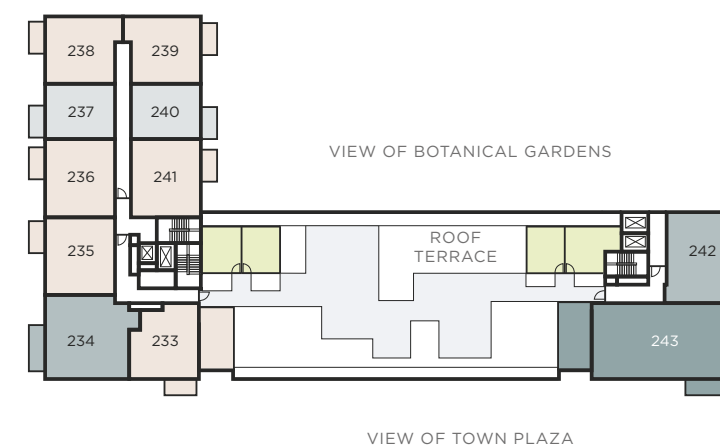 238
239
237
240
VIEW OF BOTANICAL GARDENS
236
241
ROOF
TERRACE
235
242
234
233
243
VIEW OF TOWN PLAZA